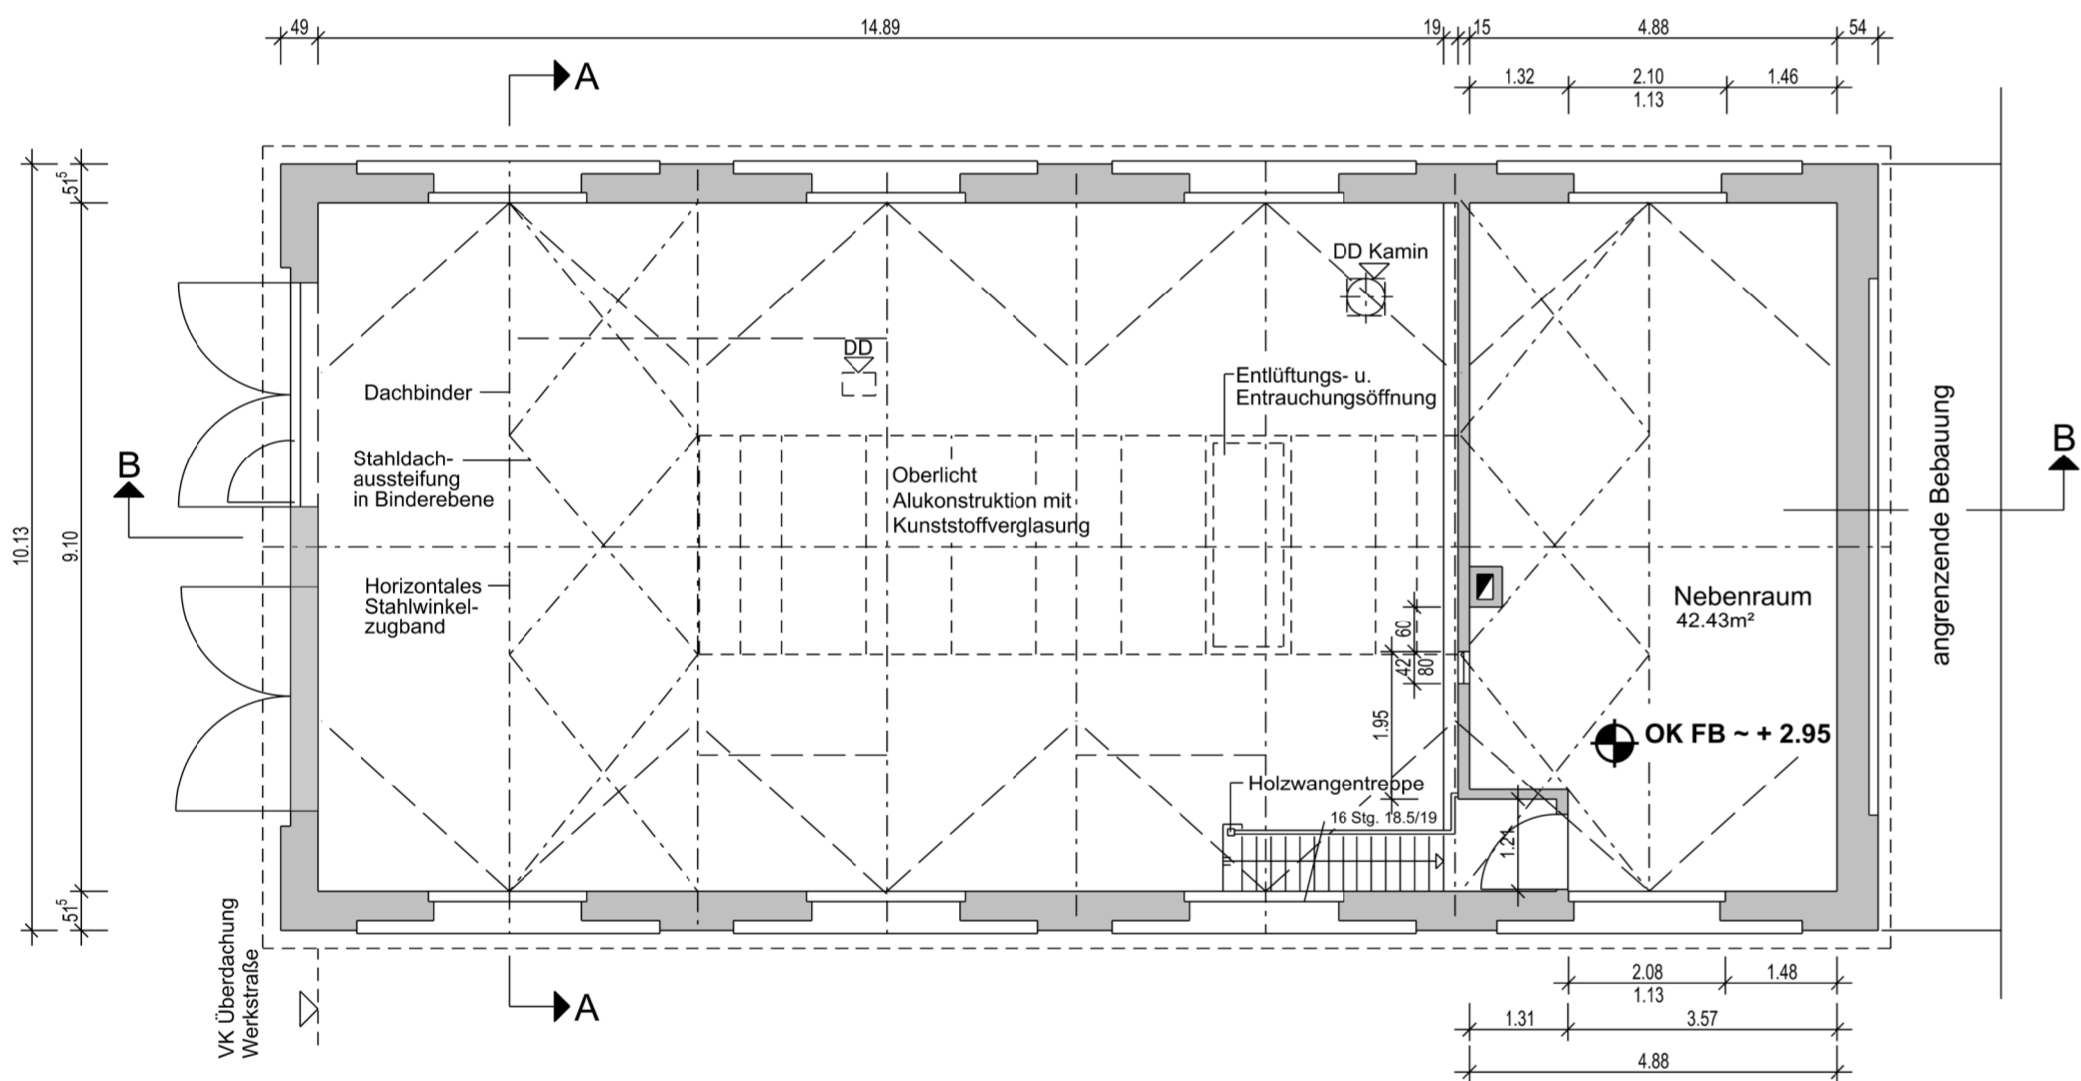 49
14.89
19
15
4.88
54
1.32
2.10
1.46
1.13
A
DD Kamin
DD
Dachbinder
Entlüftungs- u.
Entrauchungsöffnung
Stahldach-
aussteifung
in Binderebene
Oberlicht
Alukonstruktion mit
Kunststoffverglasung
B
B
angrenzende Bebauung
10.13
.51⁵
9.10
.51⁵
Horizontales
Stahlwinkel-
zugband
Nebenraum
42.43m²
60
42
80
1.95
OK FB ~ + 2.95
Holzwangentreppe
16 Stg. 18.5/19
1.21
VK Überdachung
Werkstraße
A
2.08
1.48
1.13
1.31
3.57
4.88